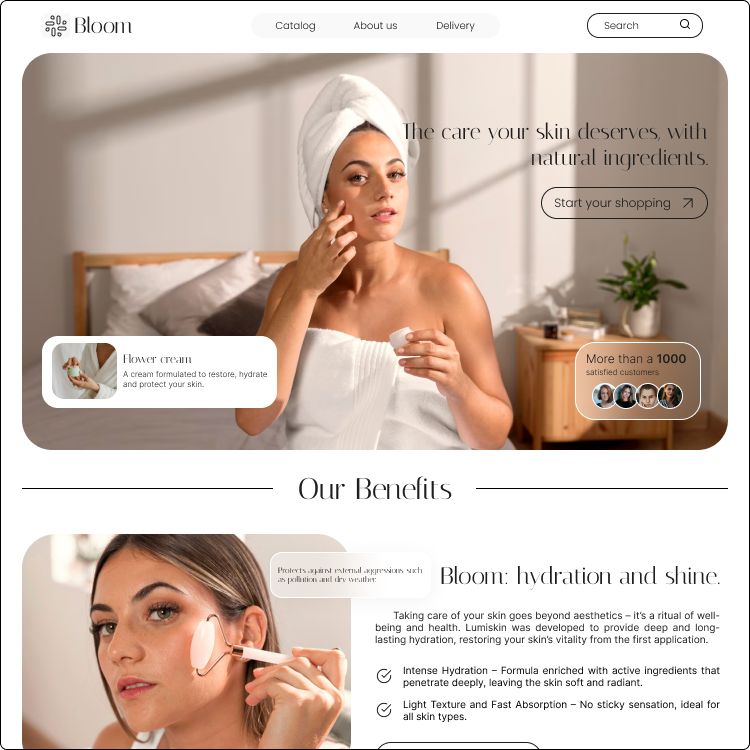 Bloom
Catalog
About us
Delivery
Search
The care your skin deserves, with
natural ingredients.
Start your shopping
Flower cream
A cream formulated to restore, hydrate
and protect your skin.
More than a 1000
satisfied customers
Our Benefits
Protects against external aggressions such
as pollution and dry weather.
Bloom: hydration and shine.
Taking care of your skin goes beyond aesthetics – it's a ritual of well-
being and health. Lumiskin was developed to provide deep and long-
lasting hydration, restoring your skin's vitality from the first application.
Intense Hydration – Formula enriched with active ingredients that
penetrate deeply, leaving the skin soft and radiant.
Light Texture and Fast Absorption – No sticky sensation, ideal for
all skin types.